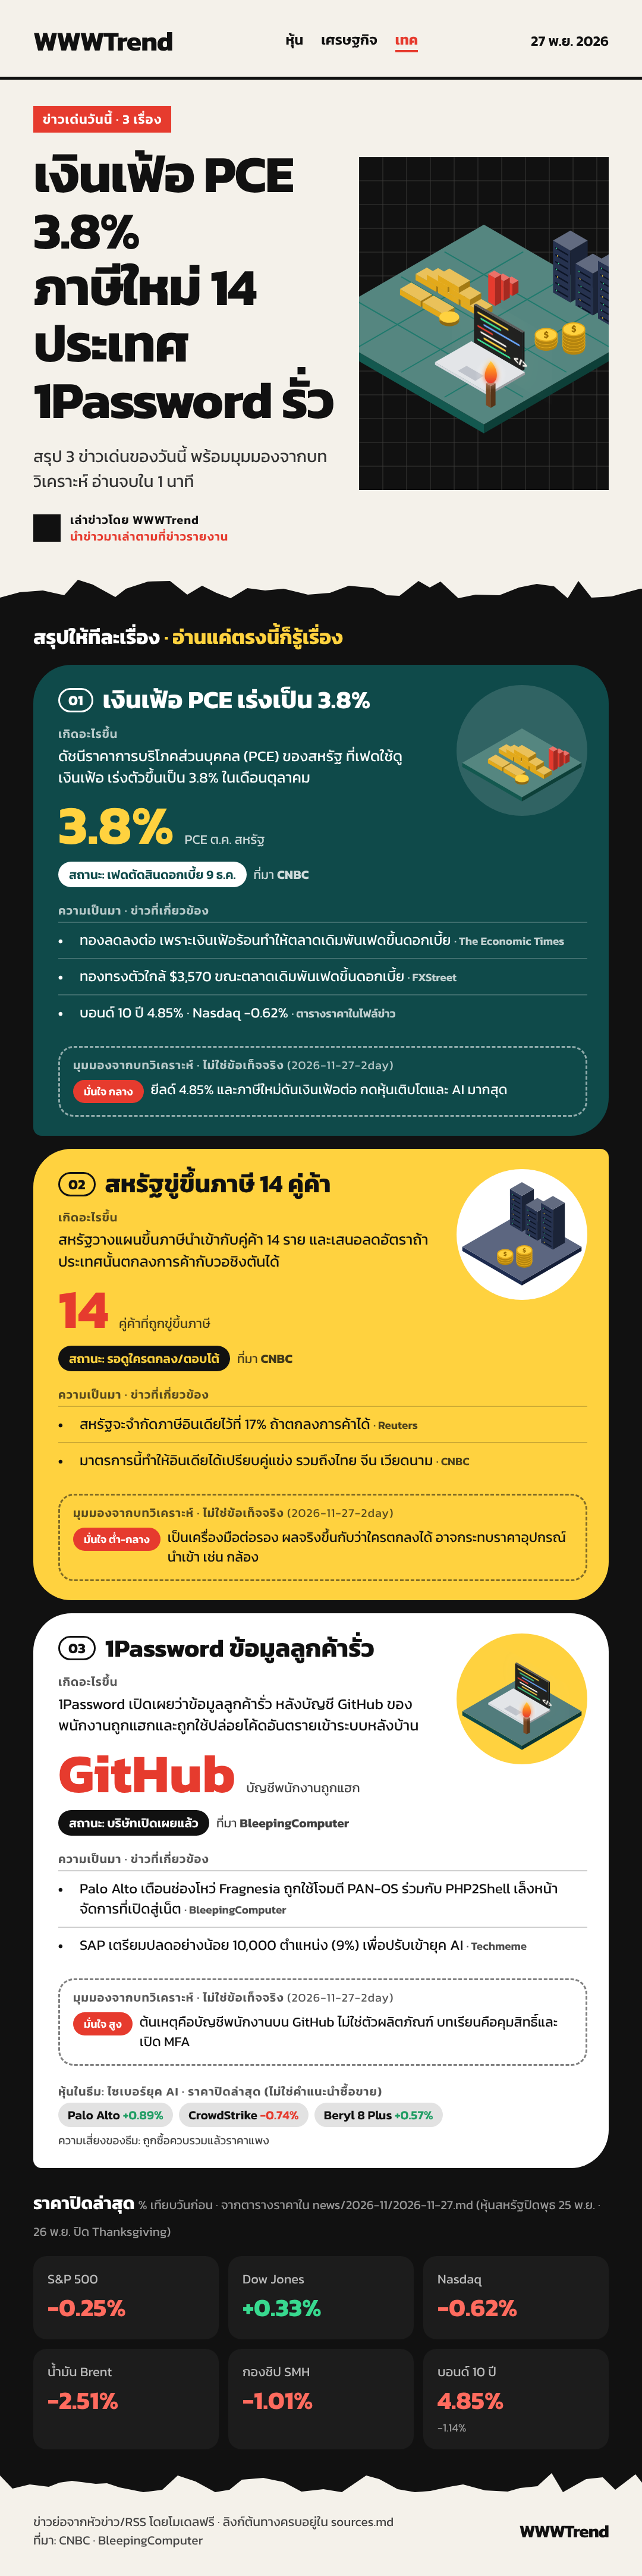 WWWTrend
หุ้น เศรษฐกิจ เทค
27 พ.ย. 2026
ข่าวเด่นวันนี้ · 3 เรื่อง
เงินเฟ้อ PCE
3.8%
ภาษีใหม่ 14
ประเทศ
1Password รั่ว
สรุป 3 ข่าวเด่นของวันนี้ พร้อมมุมมองจากบท
วิเคราะห์ อ่านจบใน 1 นาที
เล่าข่าวโดย WWWTrend
นำข่าวมาเล่าตามที่ข่าวรายงาน
สรุปให้ทีละเรื่อง · อ่านแค่ตรงนี้ก็รู้เรื่อง
01 เงินเฟ้อ PCE เร่งเป็น 3.8%
เกิดอะไรขึ้น
ดัชนีราคาการบริโภคส่วนบุคคล (PCE) ของสหรัฐ ที่เฟดใช้ดู
เงินเฟ้อ เร่งตัวขึ้นเป็น 3.8% ในเดือนตุลาคม
3.8% PCE ต.ค. สหรัฐ
สถานะ: เฟดตัดสินดอกเบี้ย 9 ธ.ค. ที่มา CNBC
ความเป็นมา · ข่าวที่เกี่ยวข้อง
• ทองลดลงต่อ เพราะเงินเฟ้อร้อนทำให้ตลาดเดิมพันเฟดขึ้นดอกเบี้ย · The Economic Times
• ทองทรงตัวใกล้ $3,570 ขณะตลาดเดิมพันเฟดขึ้นดอกเบี้ย · FXStreet
• บอนด์ 10 ปี 4.85% · Nasdaq -0.62% · ตารางราคาในไฟล์ข่าว
มุมมองจากบทวิเคราะห์ · ไม่ใช่ข้อเท็จจริง (2026-11-27-2day)
มั่นใจ กลาง ยีลด์ 4.85% และภาษีใหม่ดันเงินเฟ้อต่อ กดหุ้นเติบโตและ AI มากสุด
02 สหรัฐขู่ขึ้นภาษี 14 คู่ค้า
เกิดอะไรขึ้น
สหรัฐวางแผนขึ้นภาษีนำเข้ากับคู่ค้า 14 ราย และเสนอลดอัตราถ้า
ประเทศนั้นตกลงการค้ากับวอชิงตันได้
14 คู่ค้าที่ถูกขู่ขึ้นภาษี
สถานะ: รอดูใครตกลง/ตอบโต้ ที่มา CNBC
ความเป็นมา · ข่าวที่เกี่ยวข้อง
• สหรัฐจะจำกัดภาษีอินเดียไว้ที่ 17% ถ้าตกลงการค้าได้ · Reuters
• มาตรการนี้ทำให้อินเดียได้เปรียบคู่แข่ง รวมถึงไทย จีน เวียดนาม · CNBC
มุมมองจากบทวิเคราะห์ · ไม่ใช่ข้อเท็จจริง (2026-11-27-2day)
มั่นใจ ต่ำ-กลาง เป็นเครื่องมือต่อรอง ผลจริงขึ้นกับว่าใครตกลงได้ อาจกระทบราคาอุปกรณ์
นำเข้า เช่น กล้อง
03 1Password ข้อมูลลูกค้ารั่ว
เกิดอะไรขึ้น
1Password เปิดเผยว่าข้อมูลลูกค้ารั่ว หลังบัญชี GitHub ของ
พนักงานถูกแฮกและถูกใช้ปล่อยโค้ดอันตรายเข้าระบบหลังบ้าน
GitHub บัญชีพนักงานถูกแฮก
สถานะ: บริษัทเปิดเผยแล้ว ที่มา BleepingComputer
ความเป็นมา · ข่าวที่เกี่ยวข้อง
• Palo Alto เตือนช่องโหว่ Fragnesia ถูกใช้โจมตี PAN-OS ร่วมกับ PHP2Shell เล็งหน้า
จัดการที่เปิดสู่เน็ต · BleepingComputer
• SAP เตรียมปลดอย่างน้อย 10,000 ตำแหน่ง (9%) เพื่อปรับเข้ายุค AI · Techmeme
มุมมองจากบทวิเคราะห์ · ไม่ใช่ข้อเท็จจริง (2026-11-27-2day)
มั่นใจ สูง ต้นเหตุคือบัญชีพนักงานบน GitHub ไม่ใช่ตัวผลิตภัณฑ์ บทเรียนคือคุมสิทธิ์และ
เปิด MFA
หุ้นในธีม: ไซเบอร์ยุค AI · ราคาปิดล่าสุด (ไม่ใช่คำแนะนำซื้อขาย)
Palo Alto +0.89% CrowdStrike -0.74% Beryl 8 Plus +0.57%
ความเสี่ยงของธีม: ถูกซื้อควบรวมแล้วราคาแพง
ราคาปิดล่าสุด % เทียบวันก่อน · จากตารางราคาใน news/2026-11/2026-11-27.md (หุ้นสหรัฐปิดพุธ 25 พ.ย. ·
26 พ.ย. ปิด Thanksgiving)
S&P 500 Dow Jones Nasdaq
-0.25% +0.33% -0.62%
น้ำมัน Brent กองชิป SMH บอนด์ 10 ปี
-2.51% -1.01% 4.85%
-1.14%
ข่าวย่อจากหัวข่าว/RSS โดยโมเดลฟรี · ลิงก์ต้นทางครบอยู่ใน sources.md
ที่มา: CNBC · BleepingComputer
WWWTrend